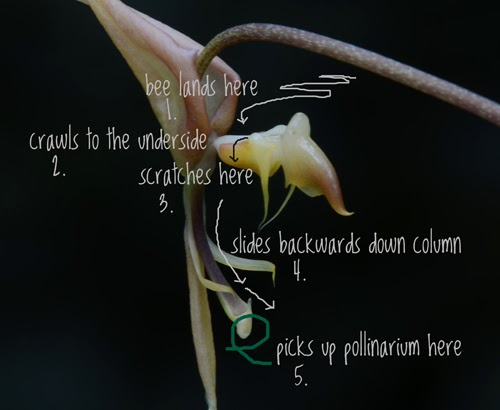 bee lands here
1.
crawls to the underside
2.
scratches here
3.
slides backwards down column
4.
picks up pollinarium here
5.